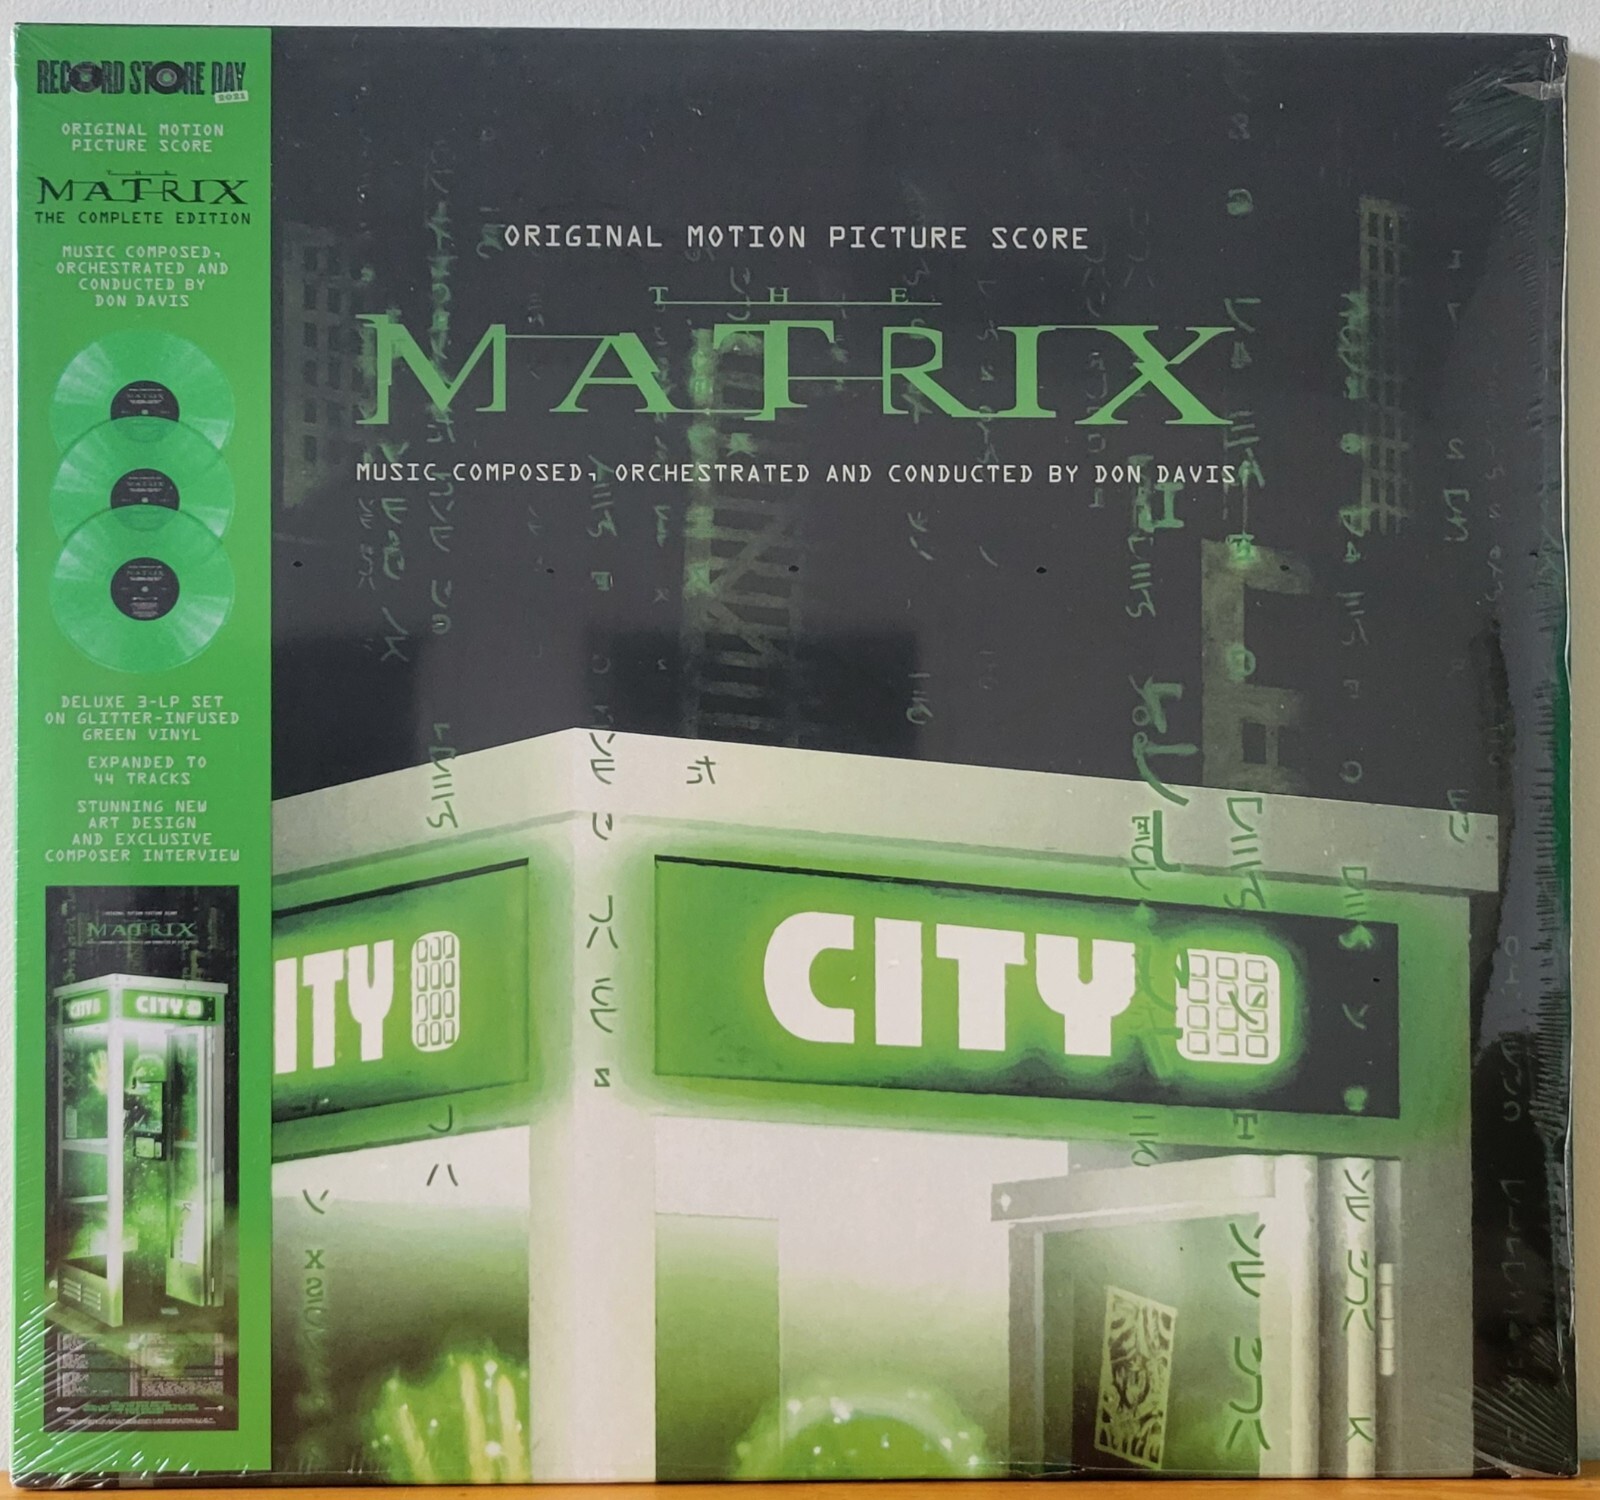 RECORD STORE DAY
2021
ORIGINAL MOTION
PICTURE SCORE
THE
MATRIX
THE COMPLETE EDITION
MUSIC COMPOSED,
ORCHESTRATED AND
CONDUCTED BY
DON DAVIS
DELUXE 3-LP SET
ON GLITTER-INFUSED
GREEN VINYL
EXPANDED TO
44 TRACKS
STUNNING NEW
ART DESIGN
AND EXCLUSIVE
COMPOSER INTERVIEW
MATRIX
CITY
CITY
ORIGINAL MOTION PICTURE SCORE
THE
MATRIX
MUSIC COMPOSED, ORCHESTRATED AND CONDUCTED BY DON DAVIS
ITY
CITY